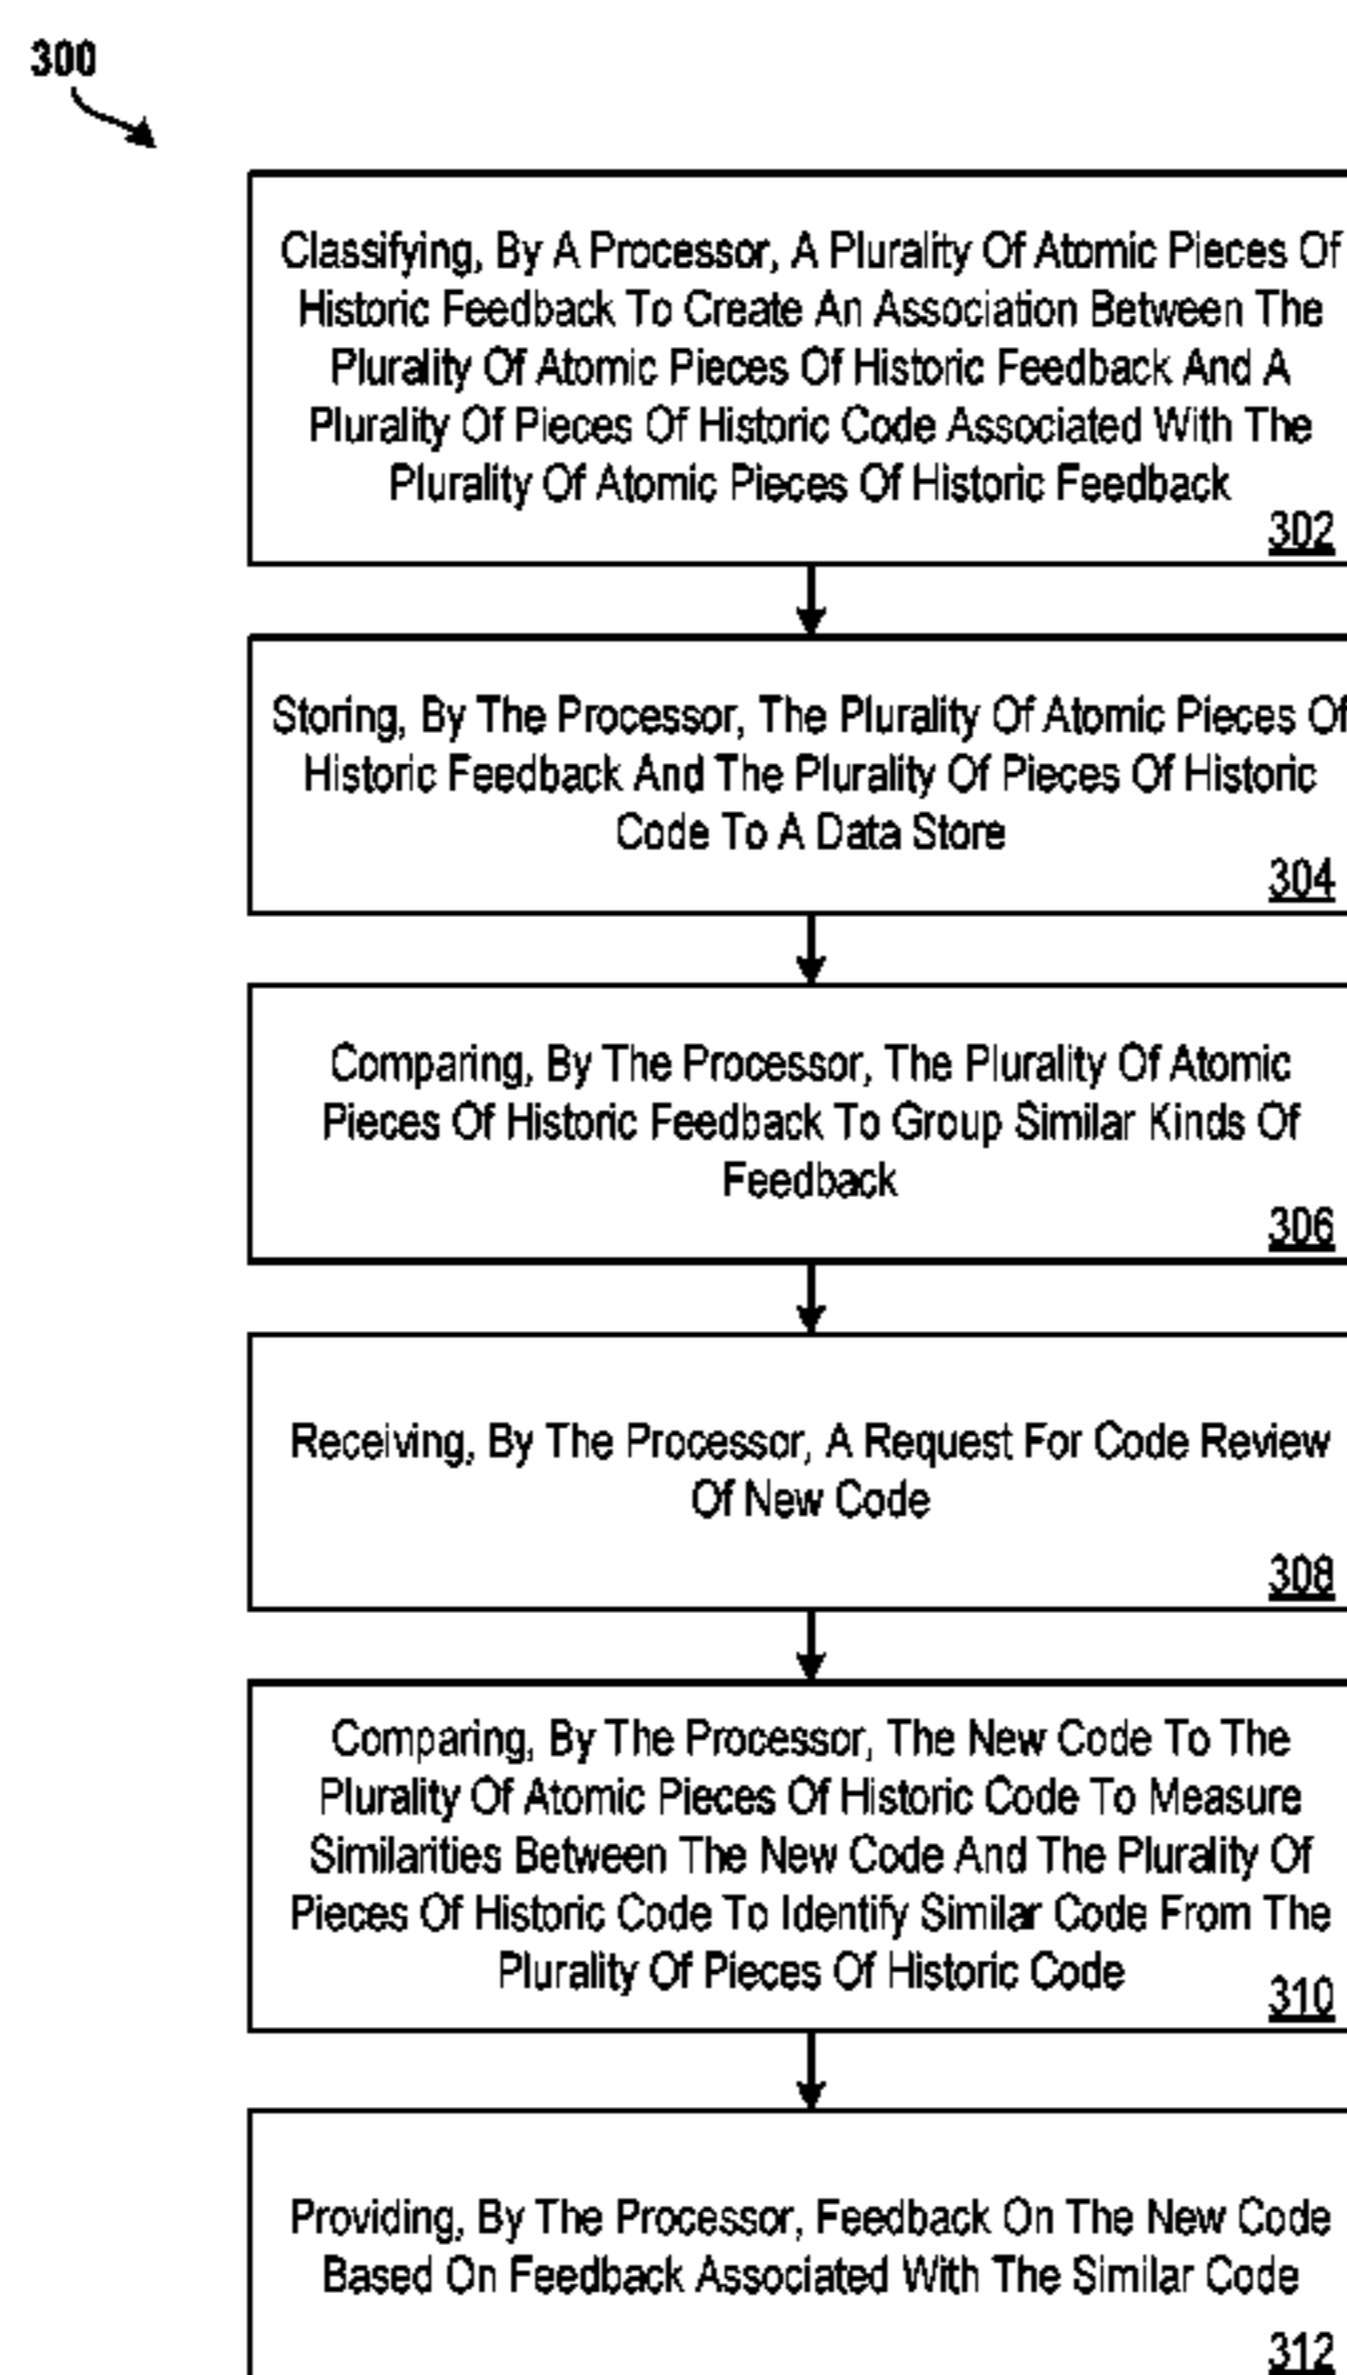 300
Classifying, By A Processor, A Plurality Of Atomic Pieces Of
Historic Feedback To Create An Association Between The
Plurality Of Atomic Pieces Of Historic Feedback And A
Plurality Of Pieces Of Historic Code Associated With The
Plurality Of Atomic Pieces Of Historic Feedback
302
Storing, By The Processor, The Plurality Of Atomic Pieces Of
Historic Feedback And The Plurality Of Pieces Of Historic
Code To A Data Store
304
Comparing, By The Processor, The Plurality Of Atomic
Pieces Of Historic Feedback To Group Similar Kinds Of
Feedback
306
Receiving, By The Processor, A Request For Code Review
Of New Code
308
Comparing, By The Processor, The New Code To The
Plurality Of Atomic Pieces Of Historic Code To Measure
Similarities Between The New Code And The Plurality Of
Pieces Of Historic Code To Identify Similar Code From The
Plurality Of Pieces Of Historic Code
310
Providing, By The Processor, Feedback On The New Code
Based On Feedback Associated With The Similar Code
312